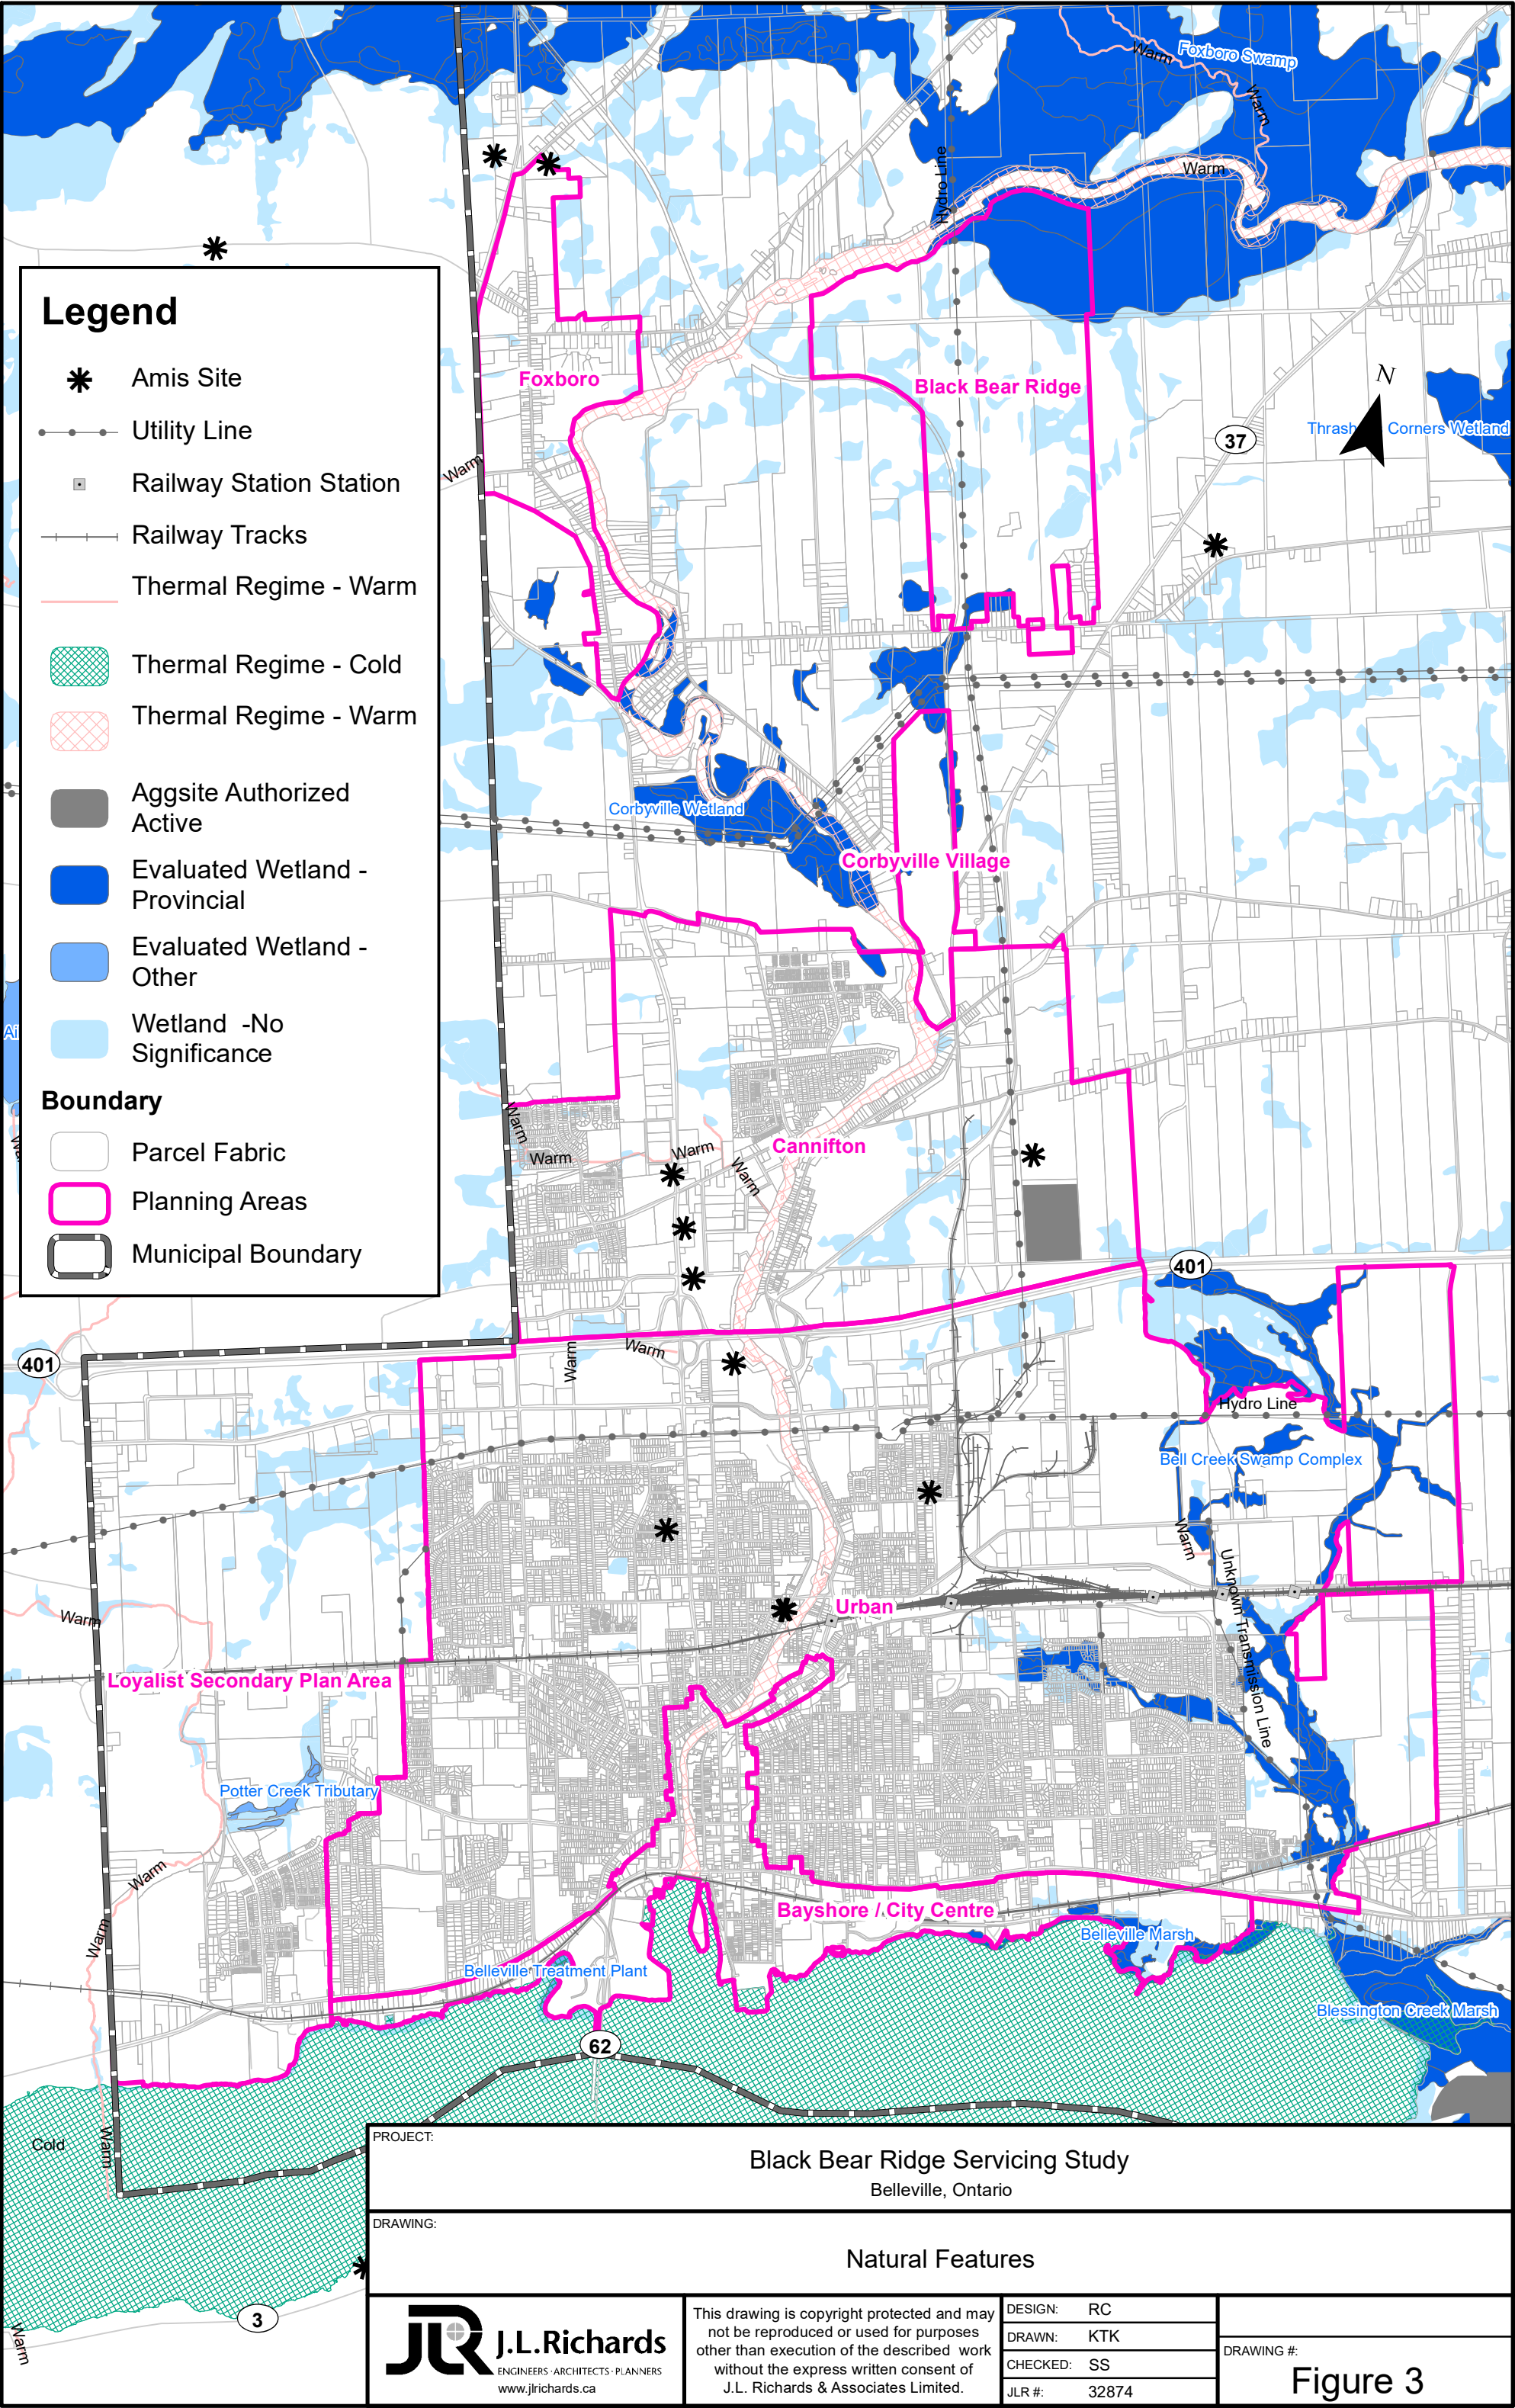 Warm
Foxboro Swamp
Warm
Warm
Hydro Line
Legend
Amis Site
Utility Line
Railway Station Station
Railway Tracks
Thermal Regime - Warm
Thermal Regime - Cold
Thermal Regime - Warm
Aggsite Authorized
Active
Evaluated Wetland -
Provincial
Evaluated Wetland -
Other
Wetland -No
Significance
Boundary
Parcel Fabric
Planning Areas
Municipal Boundary
Foxboro
Black Bear Ridge
N
37
Corners Wetland
Warm
Corbyville Wetland
Corbyville Village
Warm
Warm
Warm
Warm
Cannifton
401
Warm
Warm
401
Hydro Line
Bell Creek Swamp Complex
Warm
Unknown Transmission Line
Warm
Urban
Loyalist Secondary Plan Area
Potter Creek Tributary
Warm
Warm
Bayshore / City Centre
Belleville Marsh
Belleville Treatment Plant
Blessington Creek Marsh
62
Cold
Warm
3
Warm
PROJECT:
Black Bear Ridge Servicing Study
Belleville, Ontario
DRAWING:
Natural Features
JLR J.L.Richards
ENGINEERS · ARCHITECTS · PLANNERS
www.jlrichards.ca
This drawing is copyright protected and may
not be reproduced or used for purposes
other than execution of the described work
without the express written consent of
J.L. Richards & Associates Limited.
DESIGN: RC
DRAWN: KTK
CHECKED: SS
JLR #: 32874
DRAWING #:
Figure 3